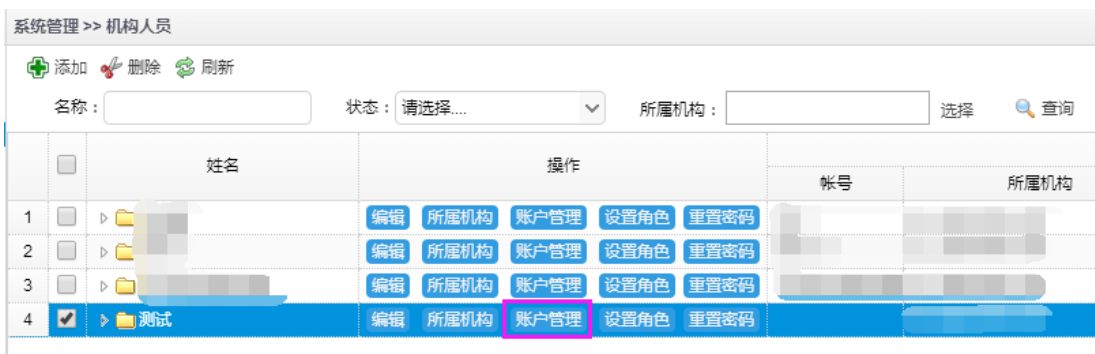 系统管理 >> 机构人员
添加 删除 刷新
名称： 状态： 请选择.... 所属机构： 选择 查询
姓名 操作
帐号 所属机构
1 编辑 所属机构 账户管理 设置角色 重置密码
2 编辑 所属机构 账户管理 设置角色 重置密码
3 编辑 所属机构 账户管理 设置角色 重置密码
4 测试 编辑 所属机构 账户管理 设置角色 重置密码